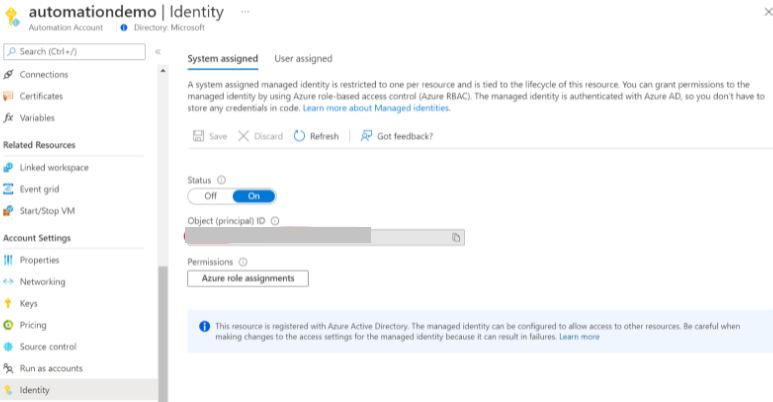 automationdemo | Identity ...
Automation Account Directory: Microsoft
Search (Ctrl+/)
Connections
Certificates
fx Variables
Related Resources
Linked workspace
Event grid
Start/Stop VM
Account Settings
Properties
Networking
Keys
Pricing
Source control
Run as accounts
Identity
System assigned User assigned
A system assigned managed identity is restricted to one per resource and is tied to the lifecycle of this resource. You can grant permissions to the
managed identity by using Azure role-based access control (Azure RBAC). The managed identity is authenticated with Azure AD, so you don't have to
store any credentials in code. Learn more about Managed identities.
Save Discard Refresh Got feedback?
Status
Off On
Object (principal) ID
Permissions
Azure role assignments
This resource is registered with Azure Active Directory. The managed identity can be configured to allow access to other resources. Be careful when
making changes to the access settings for the managed identity because it can result in failures. Learn more